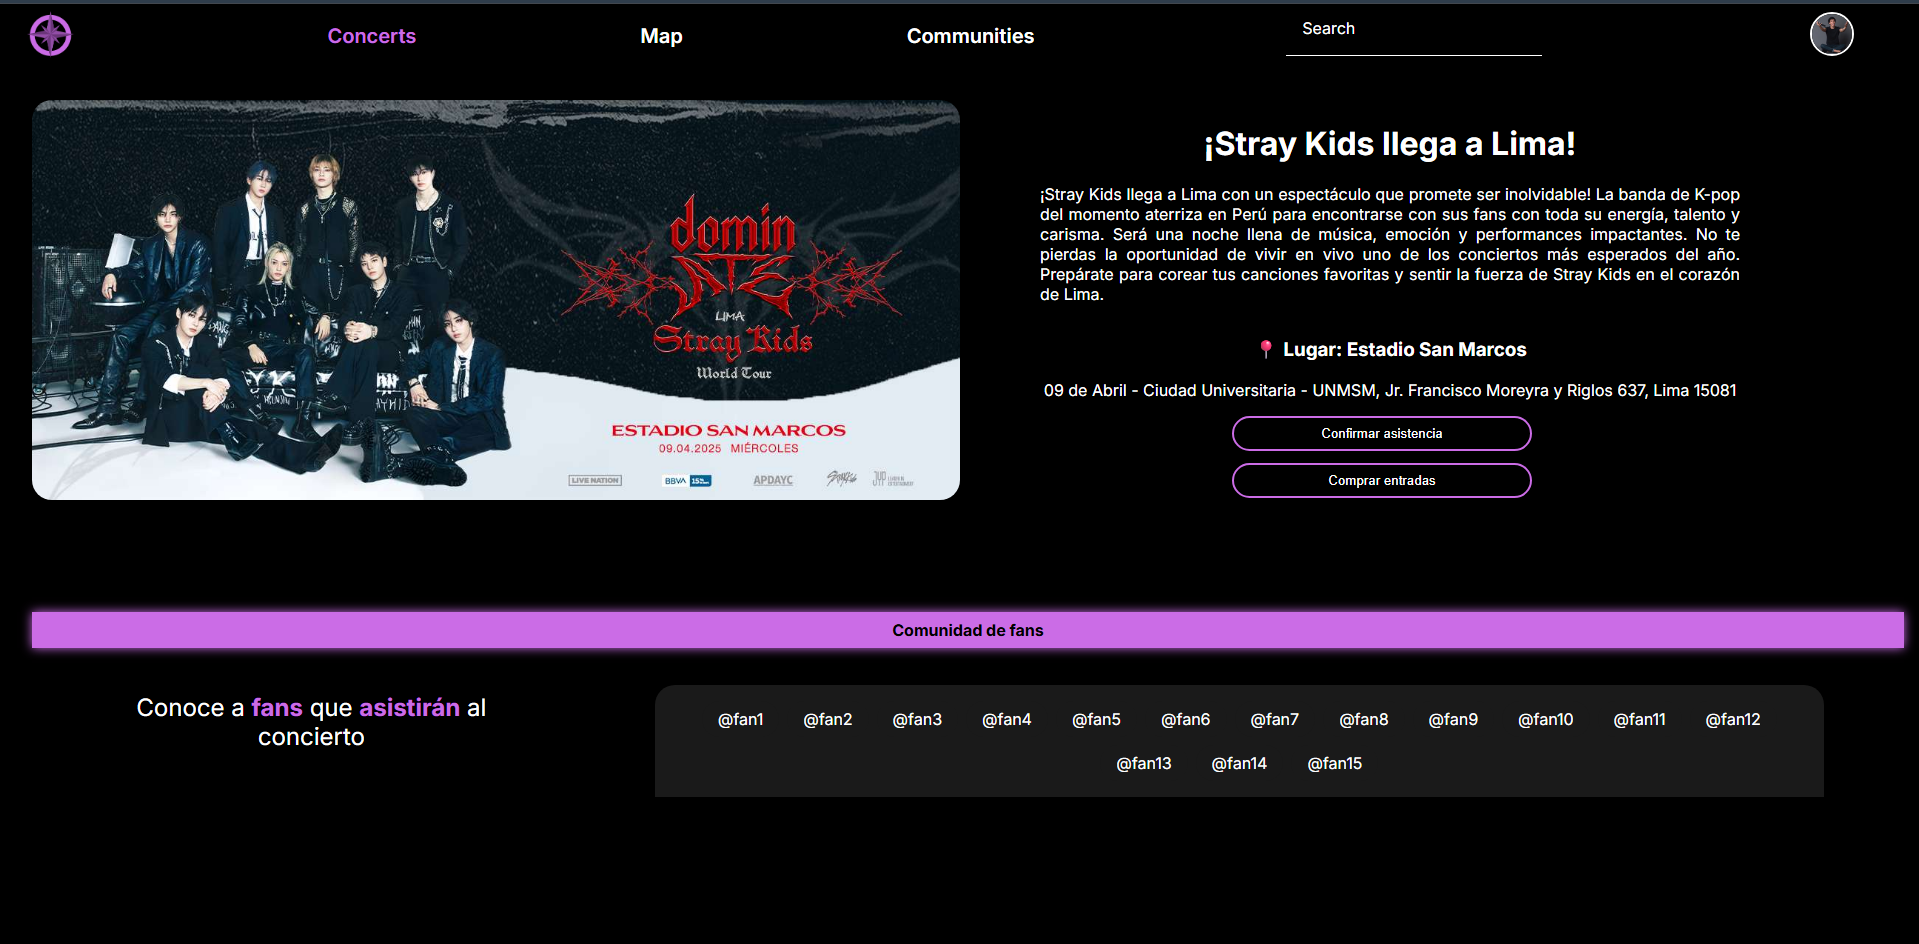 Concerts
Map
Communities
Search
domin
ATE
LIMA
Stray Kids
World Tour
ESTADIO SAN MARCOS
09.04.2025 MIÉRCOLES
LIVE NATION
BBVA
APDAYC
¡Stray Kids llega a Lima!
¡Stray Kids llega a Lima con un espectáculo que promete ser inolvidable! La banda de K-pop
del momento aterriza en Perú para encontrarse con sus fans con toda su energía, talento y
carisma. Será una noche llena de música, emoción y performances impactantes. No te
pierdas la oportunidad de vivir en vivo uno de los conciertos más esperados del año.
Prepárate para corear tus canciones favoritas y sentir la fuerza de Stray Kids en el corazón
de Lima.
📍 Lugar: Estadio San Marcos
09 de Abril - Ciudad Universitaria - UNMSM, Jr. Francisco Moreyra y Riglos 637, Lima 15081
Confirmar asistencia
Comprar entradas
Comunidad de fans
Conoce a fans que asistirán al
concierto
@fan1 @fan2 @fan3 @fan4 @fan5 @fan6 @fan7 @fan8 @fan9 @fan10 @fan11 @fan12
@fan13 @fan14 @fan15